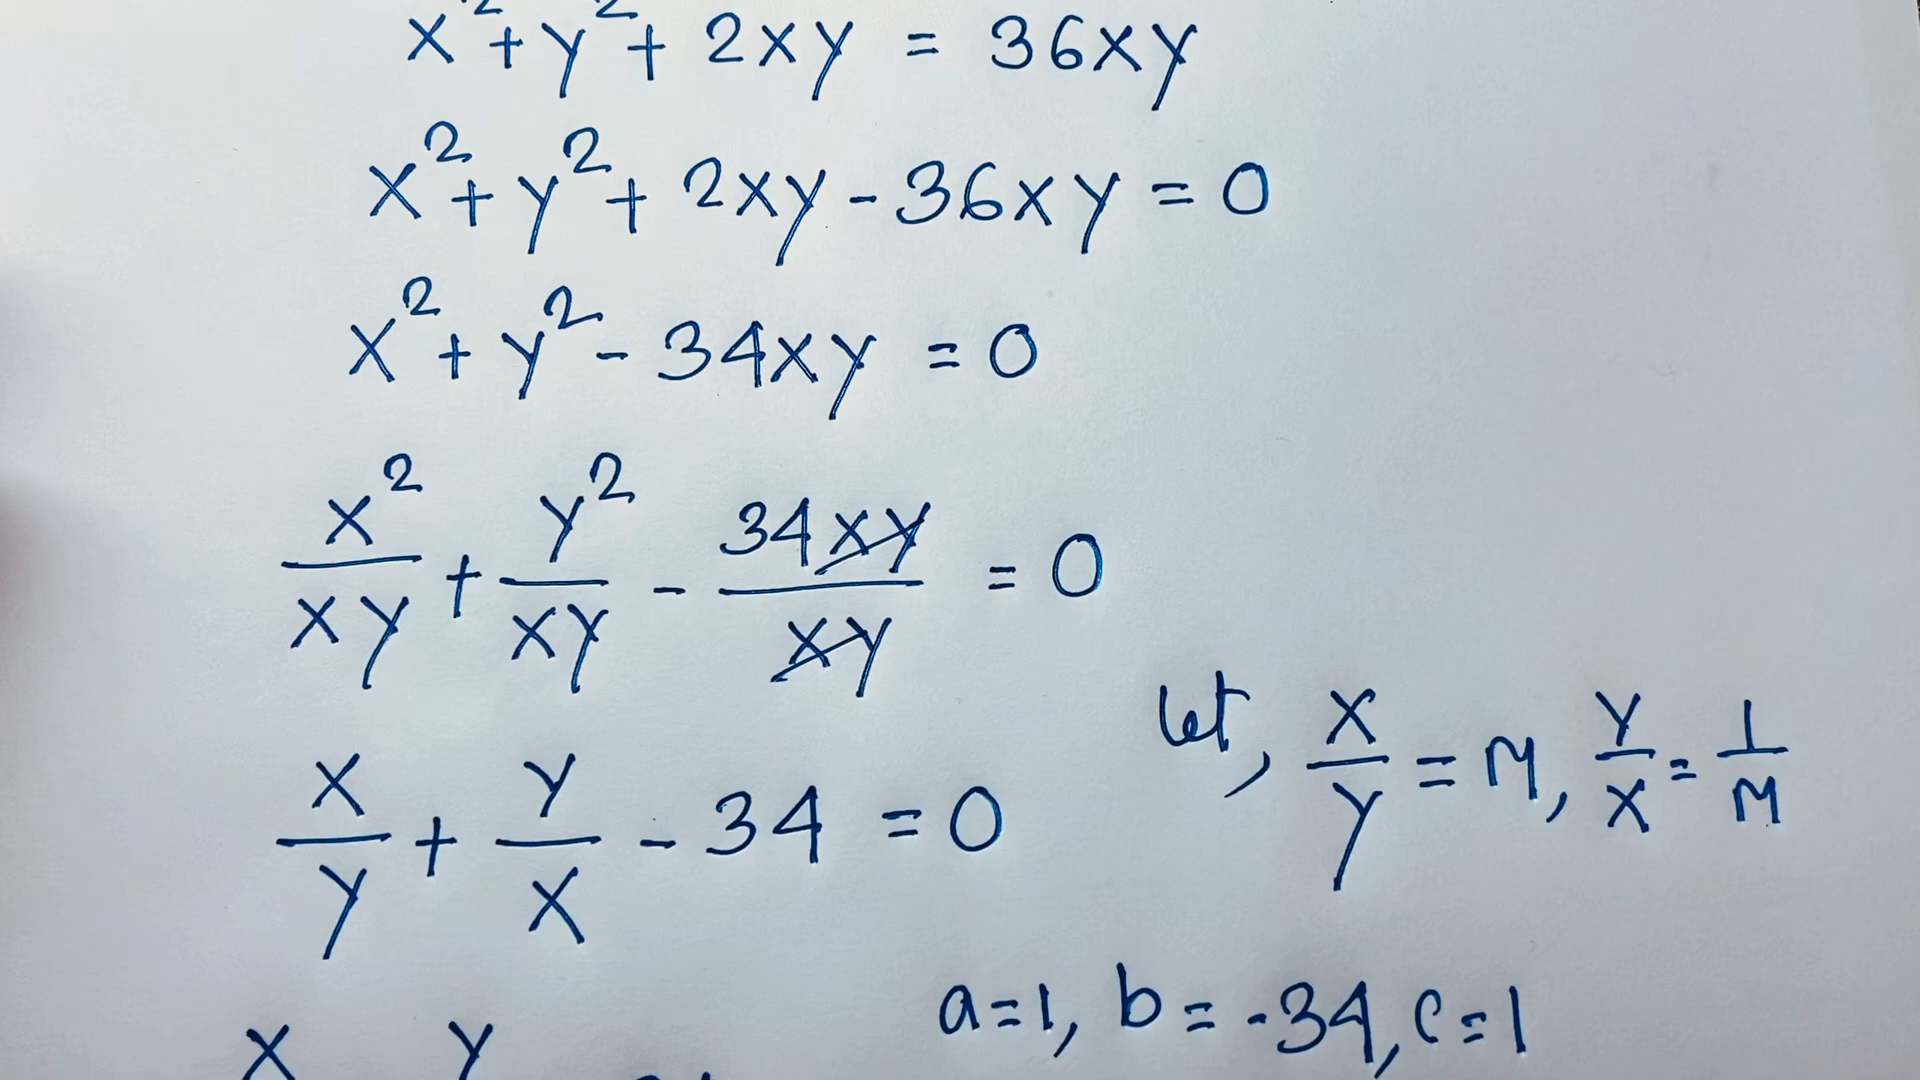 x²+y²+ 2xy = 36xy
x²+y²+ 2xy - 36xy = 0
x²+y² - 34xy = 0
x²/xy + y²/xy - 34xy/xy = 0
let, x/y = M, y/x = 1/M
x/y + y/x - 34 = 0
a=1, b = -34, c=1
x y